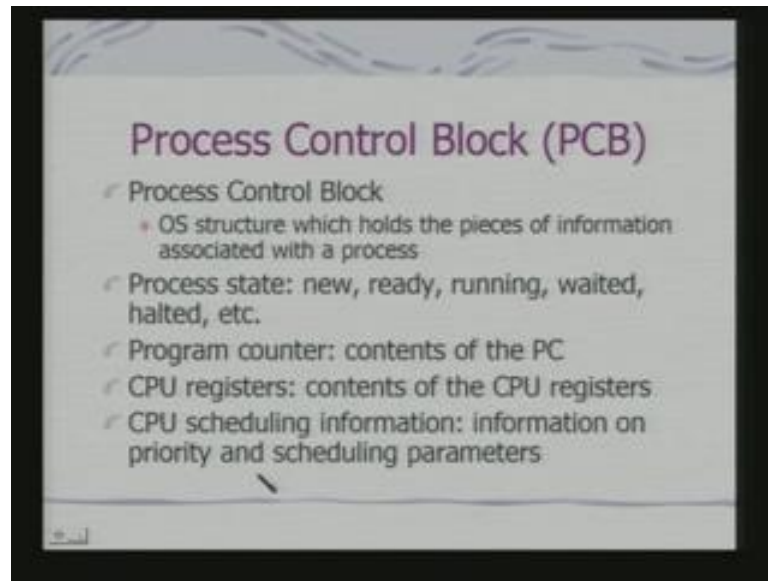 Process Control Block (PCB)
Process Control Block
OS structure which holds the pieces of information
associated with a process
Process state: new, ready, running, waited,
halted, etc.
Program counter: contents of the PC
CPU registers: contents of the CPU registers
CPU scheduling information: information on
priority and scheduling parameters